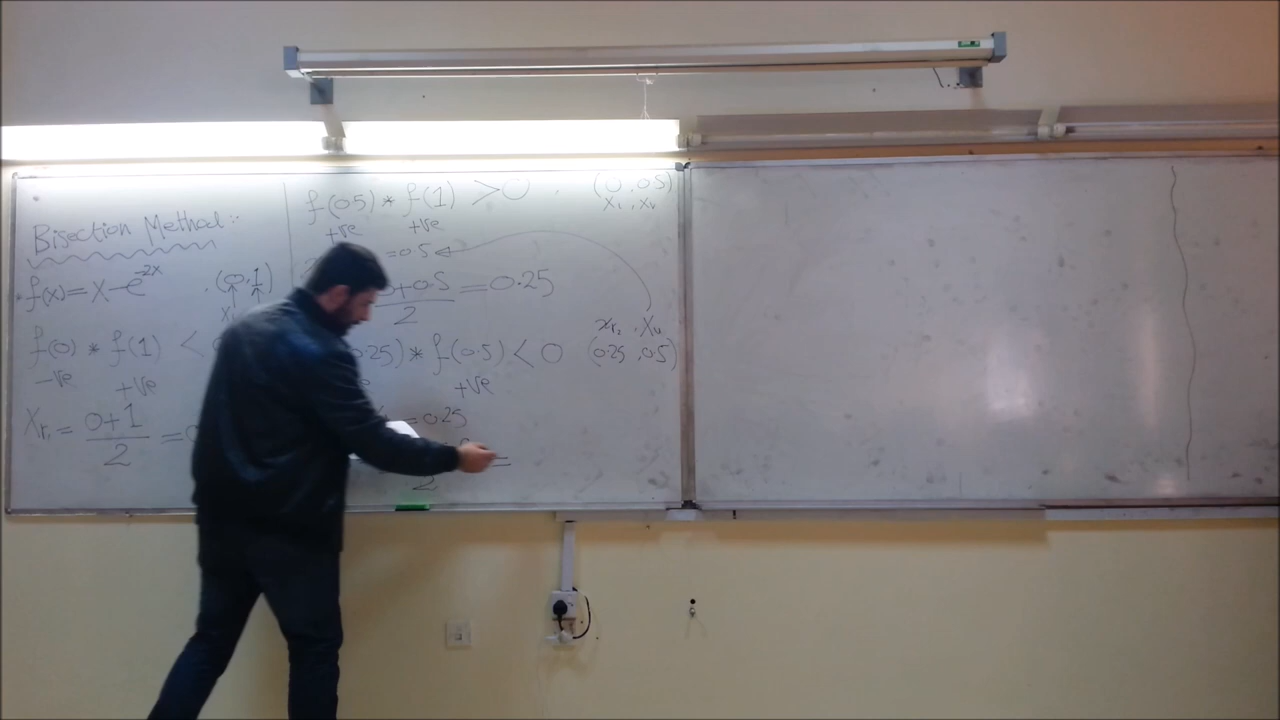 Bisection Method:-
f(x) = x - e^-2x , (0,1)
f(0) * f(1) <
-ve +ve
Xr₁ = 0+1/2 = 0
f(0.5) * f(1) > 0 , (0, 0.5)
+ve +ve X₁, Xu
= 0.5
0+0.5/2 = 0.25
xr₂, Xu
0.25) * f(0.5) < 0 (0.25, 0.5)
+ve
= 0.25
2 =